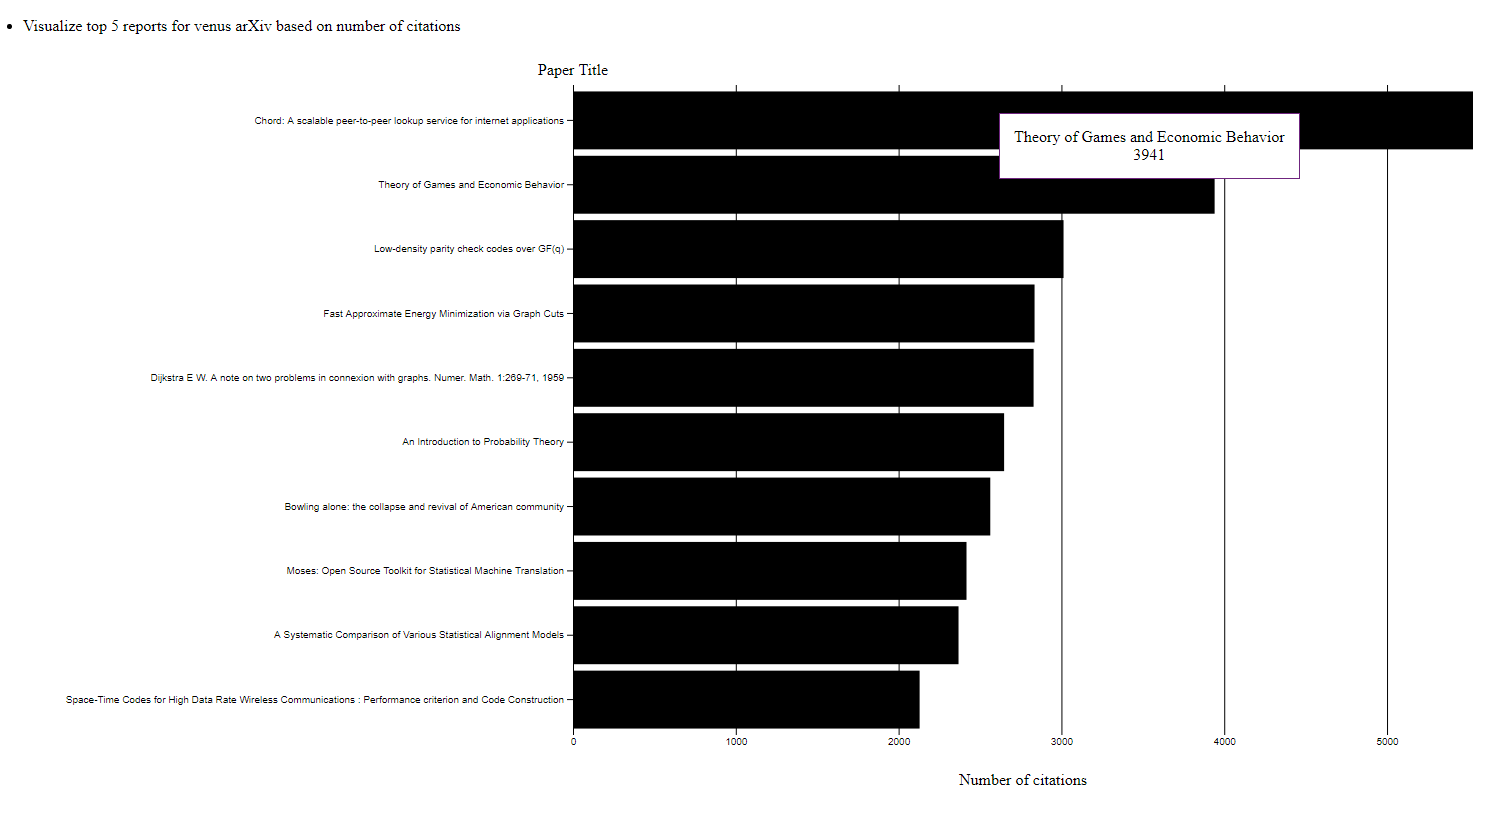 Visualize top 5 reports for venus arXiv based on number of citations
Paper Title
Chord: A scalable peer-to-peer lookup service for internet applications
Theory of Games and Economic Behavior
3941
Theory of Games and Economic Behavior
Low-density parity check codes over GF(q)
Fast Approximate Energy Minimization via Graph Cuts
Dijkstra E W. A note on two problems in connexion with graphs. Numer. Math. 1:269-71, 1959
An Introduction to Probability Theory
Bowling alone: the collapse and revival of American community
Moses: Open Source Toolkit for Statistical Machine Translation
A Systematic Comparison of Various Statistical Alignment Models
Space-Time Codes for High Data Rate Wireless Communications : Performance criterion and Code Construction
0 1000 2000 3000 4000 5000
Number of citations